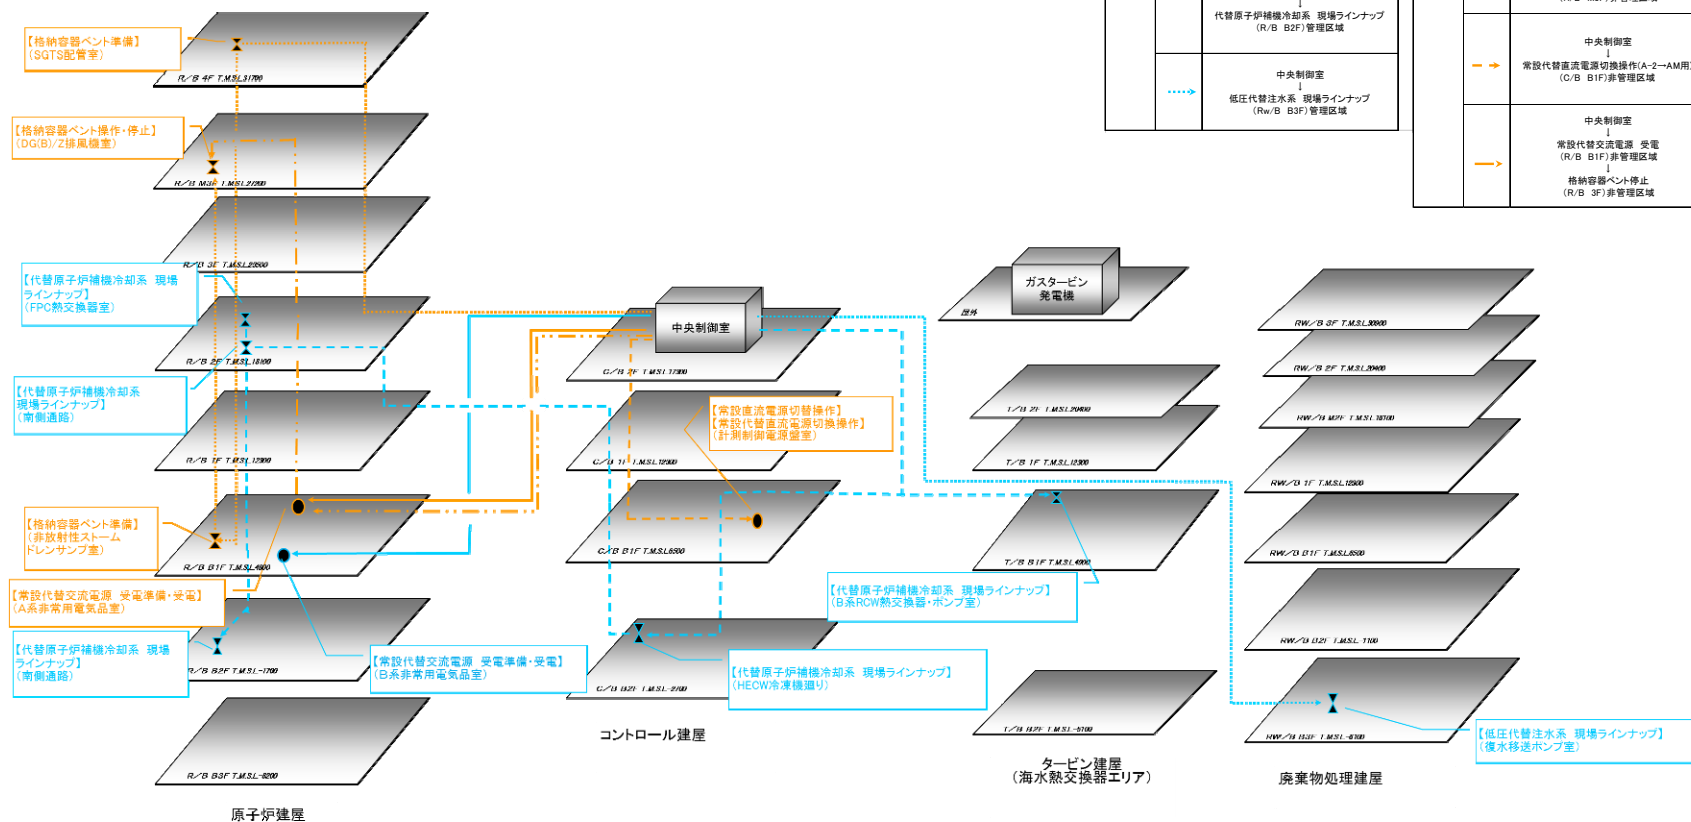 【格納容器ベント準備】
(SGTS配管室)
R/B 4F T.M.S.L.31700
【格納容器ベント操作・停止】
(DG(B)/Z排風機室)
R/B M3F T.M.S.L.27200
R/B 3F T.M.S.L.23500
【代替原子炉補機冷却系 現場
ラインナップ】
(FPC熱交換器室)
R/B 2F T.M.S.L.18100
【代替原子炉補機冷却系
現場ラインナップ】
(南側通路)
R/B 1F T.M.S.L.12300
【格納容器ベント準備】
(非放射性ストーム
ドレンサンプ室)
R/B B1F T.M.S.L.4800
【常設代替交流電源 受電準備・受電】
(A系非常用電気品室)
【代替原子炉補機冷却系 現場
ラインナップ】
(南側通路)
R/B B2F T.M.S.L.-1700
R/B B3F T.M.S.L.-8200
原子炉建屋
【常設代替交流電源 受電準備・受電】
(B系非常用電気品室)
中央制御室
C/B 2F T.M.S.L.17300
【常設直流電源切替操作】
【常設代替直流電源切換操作】
(計測制御電源盤室)
C/B 1F T.M.S.L.12300
C/B B1F T.M.S.L.6500
C/B B2F T.M.S.L.-2700
【代替原子炉補機冷却系 現場ラインナップ】
(HECW冷凍機廻り)
コントロール建屋
ガスタービン
発電機
屋外
T/B 2F T.M.S.L.20400
T/B 1F T.M.S.L.12300
T/B B1F T.M.S.L.4900
【代替原子炉補機冷却系 現場ラインナップ】
(B系RCW熱交換器・ポンプ室)
T/B B2F T.M.S.L.-5100
タービン建屋
(海水熱交換器エリア)
RW/B 3F T.M.S.L.30900
RW/B 2F T.M.S.L.20400
RW/B 1F T.M.S.L.12300
RW/B B1F T.M.S.L.6500
RW/B B2F T.M.S.L.-1100
RW/B B3F T.M.S.L.-6100
【低圧代替注水系 現場ラインナップ】
(復水移送ポンプ室)
廃棄物処理建屋
↓
代替原子炉補機冷却系 現場ラインナップ
(R/B B2F)管理区域
中央制御室
↓
低圧代替注水系 現場ラインナップ
(Rw/B B3F)管理区域
(R/B M3F)非管理区域
中央制御室
↓
常設代替直流電源切換操作(A-2→AM用)
(C/B B1F)非管理区域
中央制御室
↓
常設代替交流電源 受電
(R/B B1F)非管理区域
↓
格納容器ベント停止
(R/B 3F)非管理区域